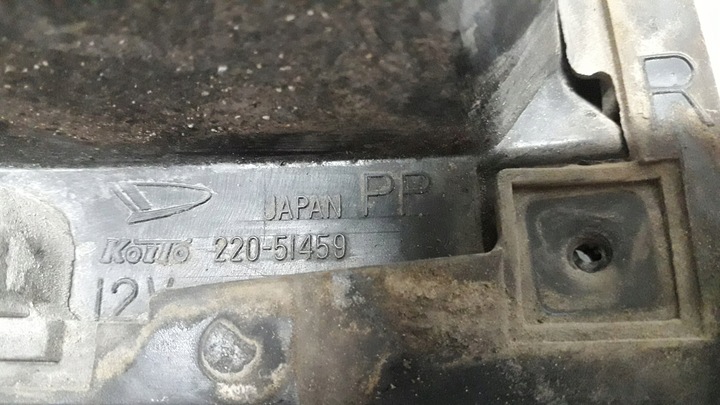 R
JAPAN PP
KOITO 220-51459
12V